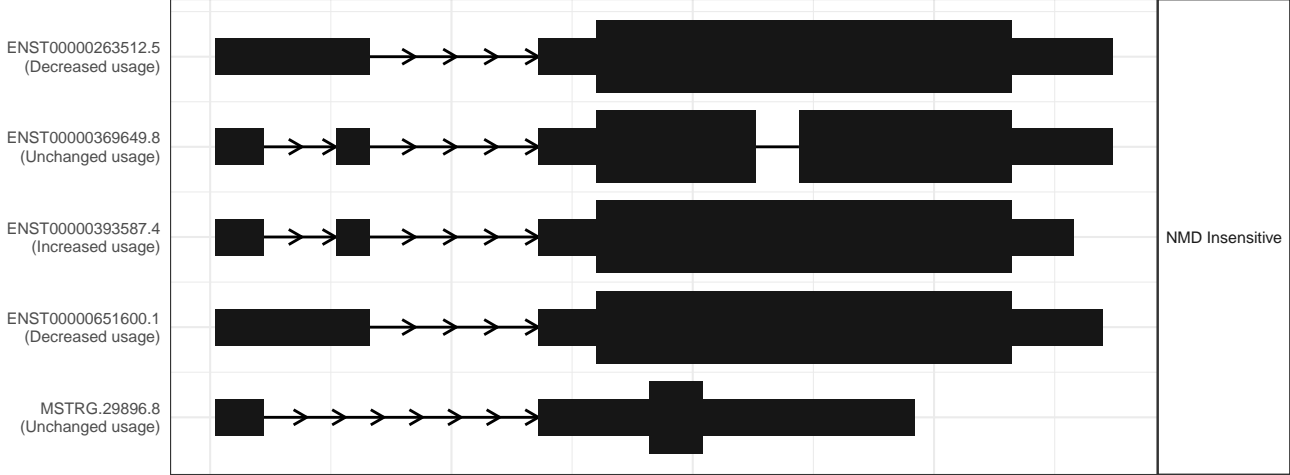 ENST00000263512.5
(Decreased usage)
ENST00000369649.8
(Unchanged usage)
ENST00000393587.4
(Increased usage)
NMD Insensitive
ENST00000651600.1
(Decreased usage)
MSTRG.29896.8
(Unchanged usage)